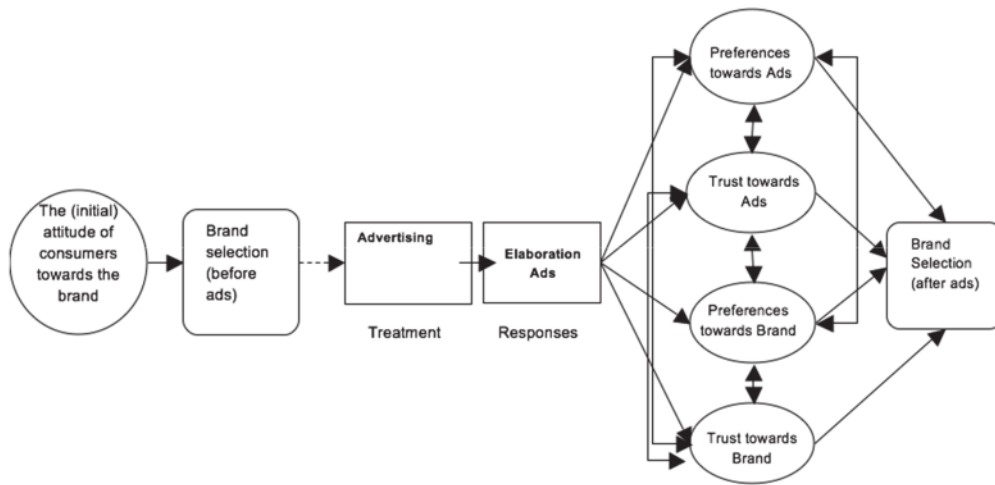 The (initial)
attitude of
consumers
towards the
brand
Brand
selection
(before
ads)
Advertising
Treatment
Elaboration
Ads
Responses
Preferences
towards Ads
Trust towards
Ads
Preferences
towards Brand
Trust towards
Brand
Brand
Selection
(after ads)